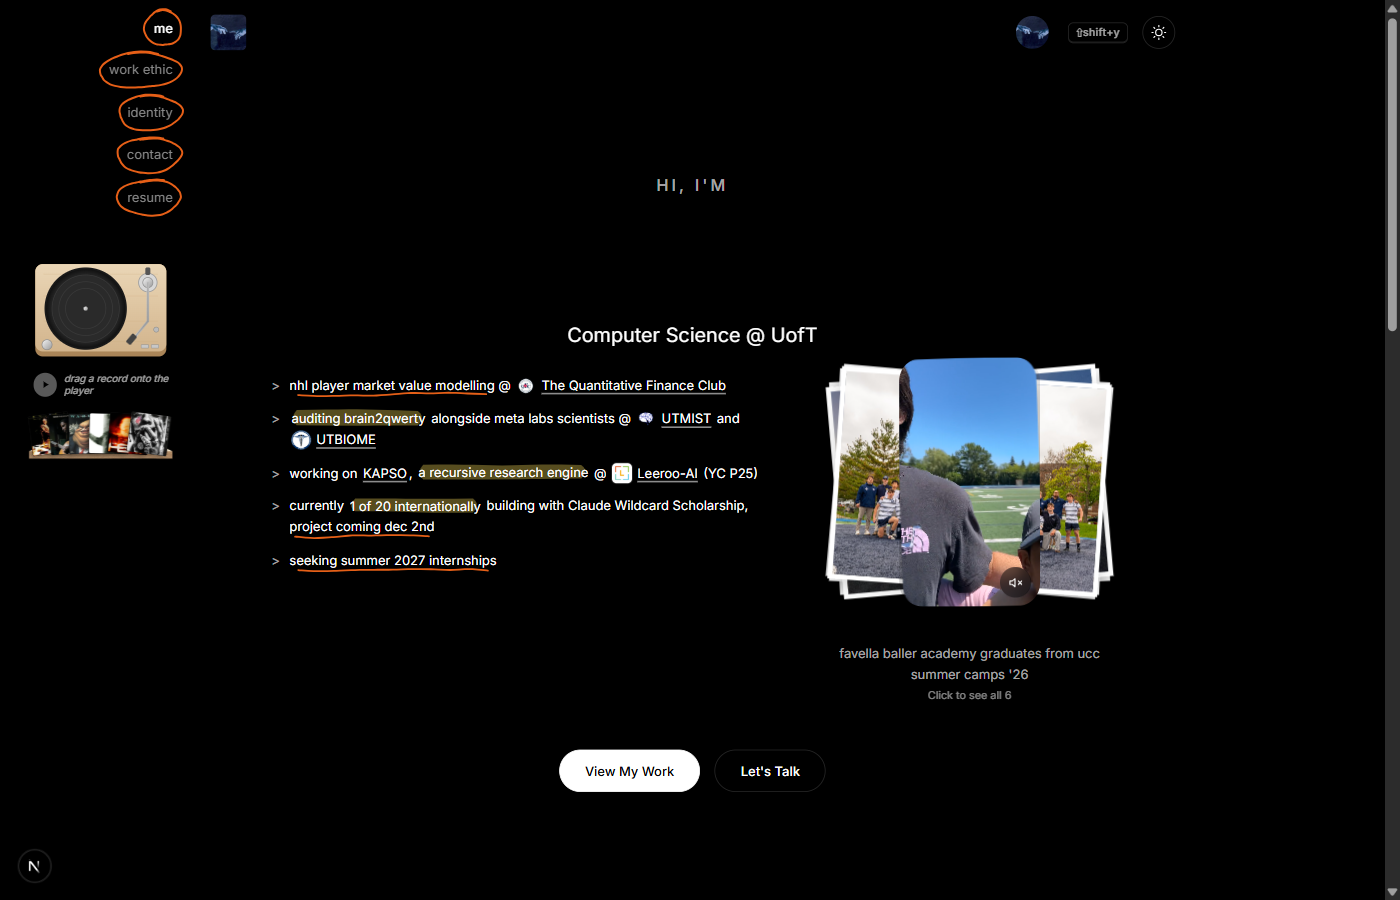 me
work ethic
identity
contact
resume
⇧shift+y
HI, I'M
drag a record onto the
player
Computer Science @ UofT
> nhl player market value modelling @ The Quantitative Finance Club
> auditing brain2qwerty alongside meta labs scientists @ UTMIST and
UTBIOME
> working on KAPSO, a recursive research engine @ Leeroo-AI (YC P25)
> currently 1 of 20 internationally building with Claude Wildcard Scholarship,
project coming dec 2nd
> seeking summer 2027 internships
favella baller academy graduates from ucc
summer camps '26
Click to see all 6
View My Work
Let's Talk
N